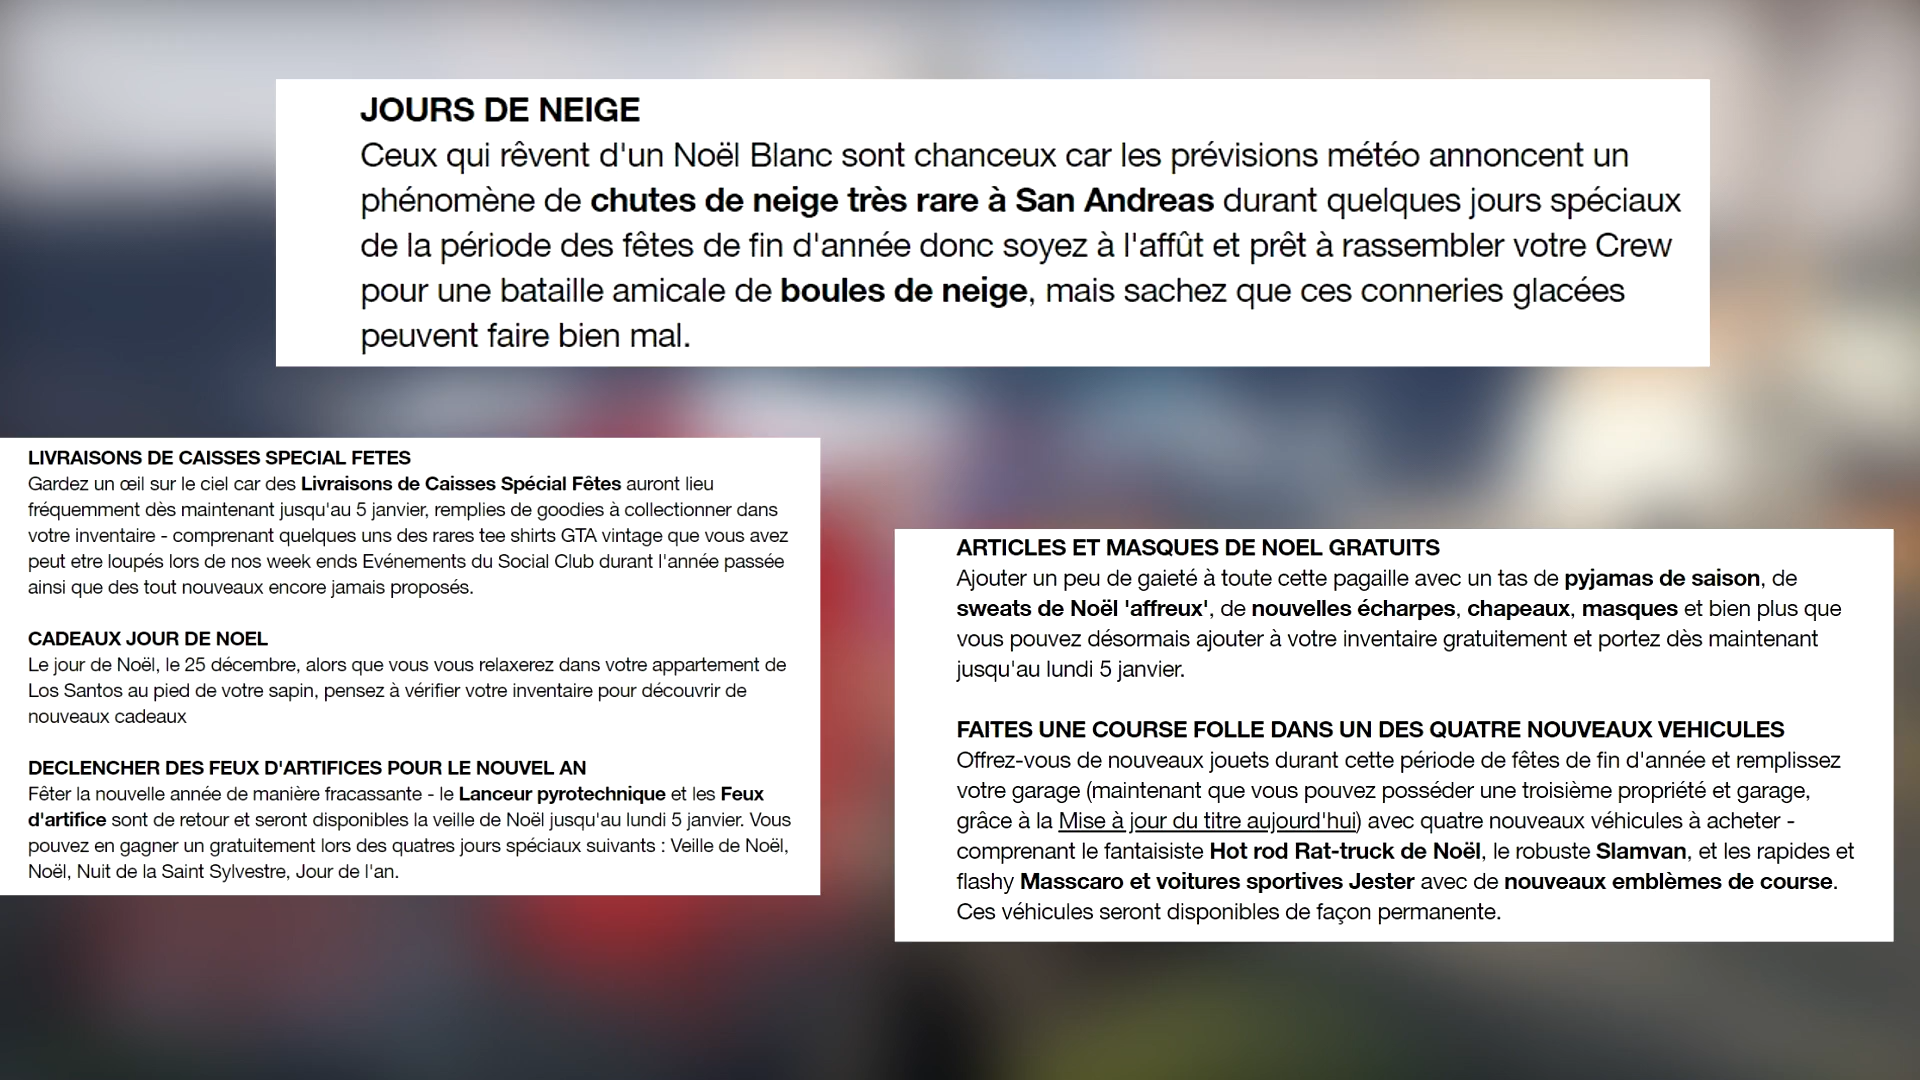 JOURS DE NEIGE
Ceux qui rêvent d'un Noël Blanc sont chanceux car les prévisions météo annoncent un
phénomène de chutes de neige très rare à San Andreas durant quelques jours spéciaux
de la période des fêtes de fin d'année donc soyez à l'affût et prêt à rassembler votre Crew
pour une bataille amicale de boules de neige, mais sachez que ces conneries glacées
peuvent faire bien mal.
LIVRAISONS DE CAISSES SPECIAL FETES
Gardez un œil sur le ciel car des Livraisons de Caisses Spécial Fêtes auront lieu
fréquemment dès maintenant jusqu'au 5 janvier, remplies de goodies à collectionner dans
votre inventaire - comprenant quelques uns des rares tee shirts GTA vintage que vous avez
peut etre loupés lors de nos week ends Evénements du Social Club durant l'année passée
ainsi que des tout nouveaux encore jamais proposés.
CADEAUX JOUR DE NOEL
Le jour de Noël, le 25 décembre, alors que vous vous relaxerez dans votre appartement de
Los Santos au pied de votre sapin, pensez à vérifier votre inventaire pour découvrir de
nouveaux cadeaux
DECLENCHER DES FEUX D'ARTIFICES POUR LE NOUVEL AN
Fêter la nouvelle année de manière fracassante - le Lanceur pyrotechnique et les Feux
d'artifice sont de retour et seront disponibles la veille de Noël jusqu'au lundi 5 janvier. Vous
pouvez en gagner un gratuitement lors des quatres jours spéciaux suivants : Veille de Noël,
Noël, Nuit de la Saint Sylvestre, Jour de l'an.
ARTICLES ET MASQUES DE NOEL GRATUITS
Ajouter un peu de gaieté à toute cette pagaille avec un tas de pyjamas de saison, de
sweats de Noël 'affreux', de nouvelles écharpes, chapeaux, masques et bien plus que
vous pouvez désormais ajouter à votre inventaire gratuitement et portez dès maintenant
jusqu'au lundi 5 janvier.
FAITES UNE COURSE FOLLE DANS UN DES QUATRE NOUVEAUX VEHICULES
Offrez-vous de nouveaux jouets durant cette période de fêtes de fin d'année et remplissez
votre garage (maintenant que vous pouvez posséder une troisième propriété et garage,
grâce à la Mise à jour du titre aujourd'hui) avec quatre nouveaux véhicules à acheter -
comprenant le fantaisiste Hot rod Rat-truck de Noël, le robuste Slamvan, et les rapides et
flashy Masscaro et voitures sportives Jester avec de nouveaux emblèmes de course.
Ces véhicules seront disponibles de façon permanente.